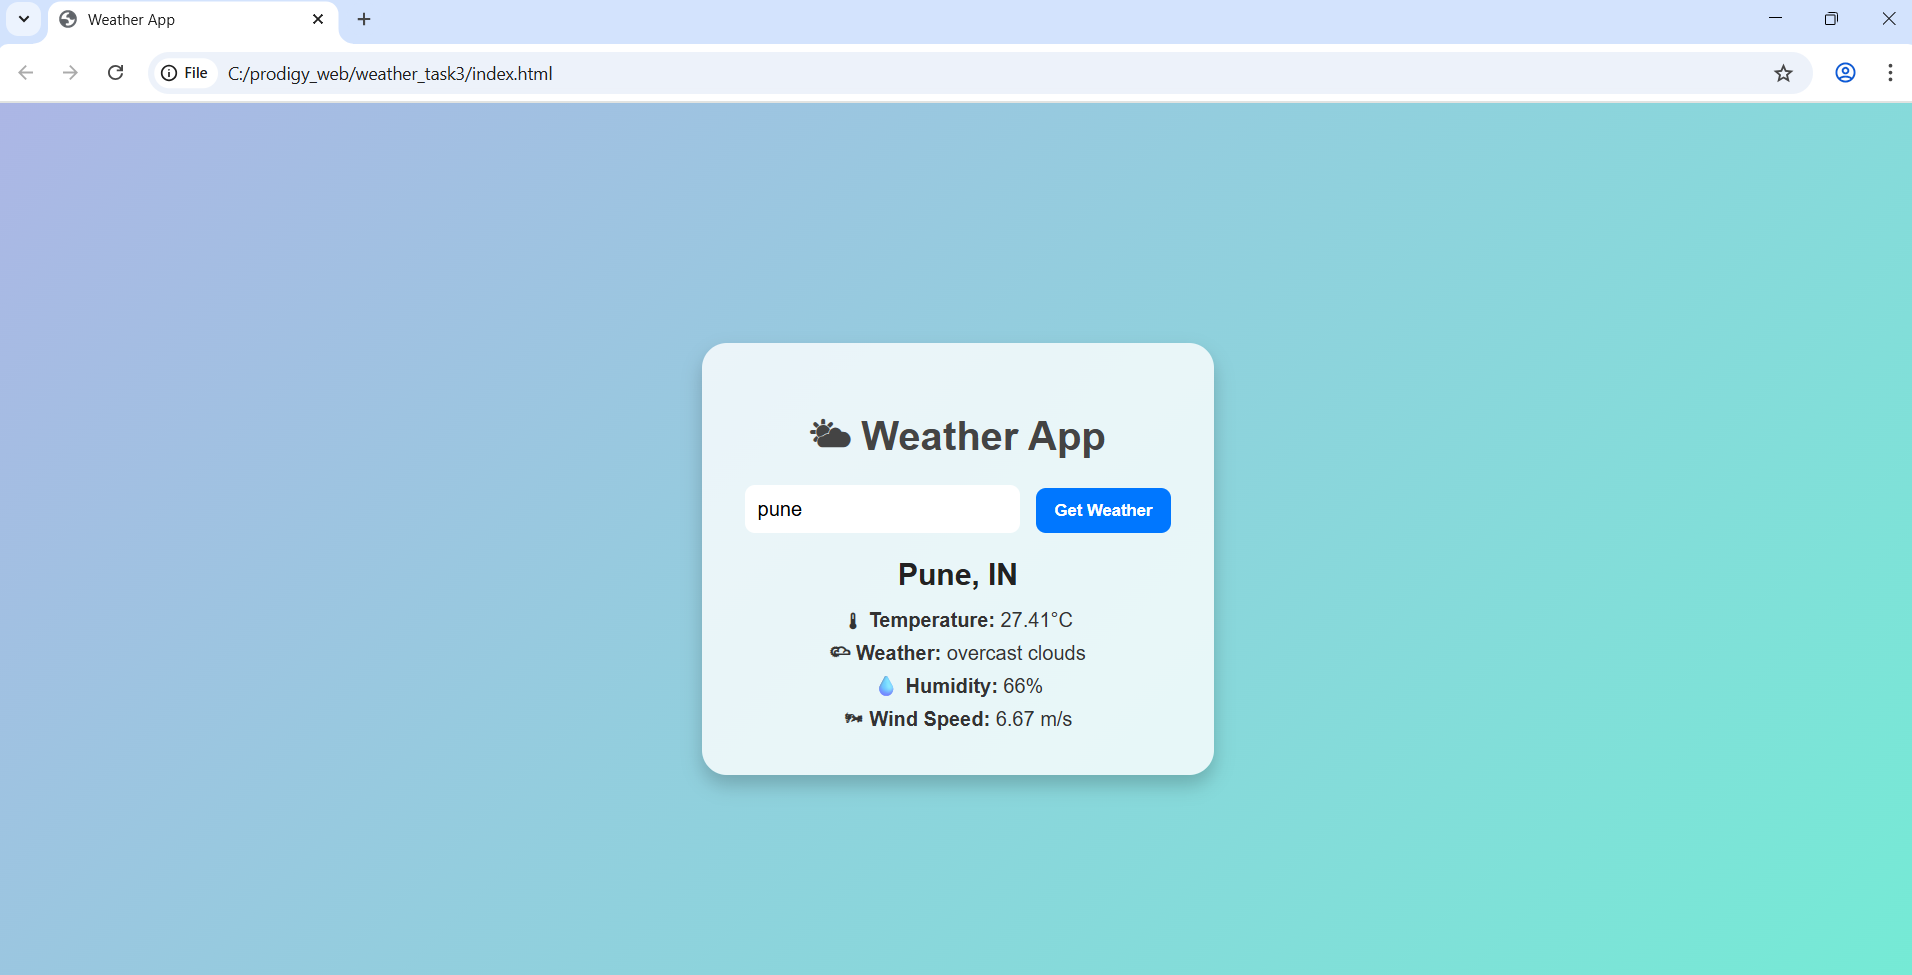 Weather App
File C:/prodigy_web/weather_task3/index.html
🌥 Weather App
pune Get Weather
Pune, IN
🌡 Temperature: 27.41°C
🌥 Weather: overcast clouds
💧 Humidity: 66%
🌬 Wind Speed: 6.67 m/s